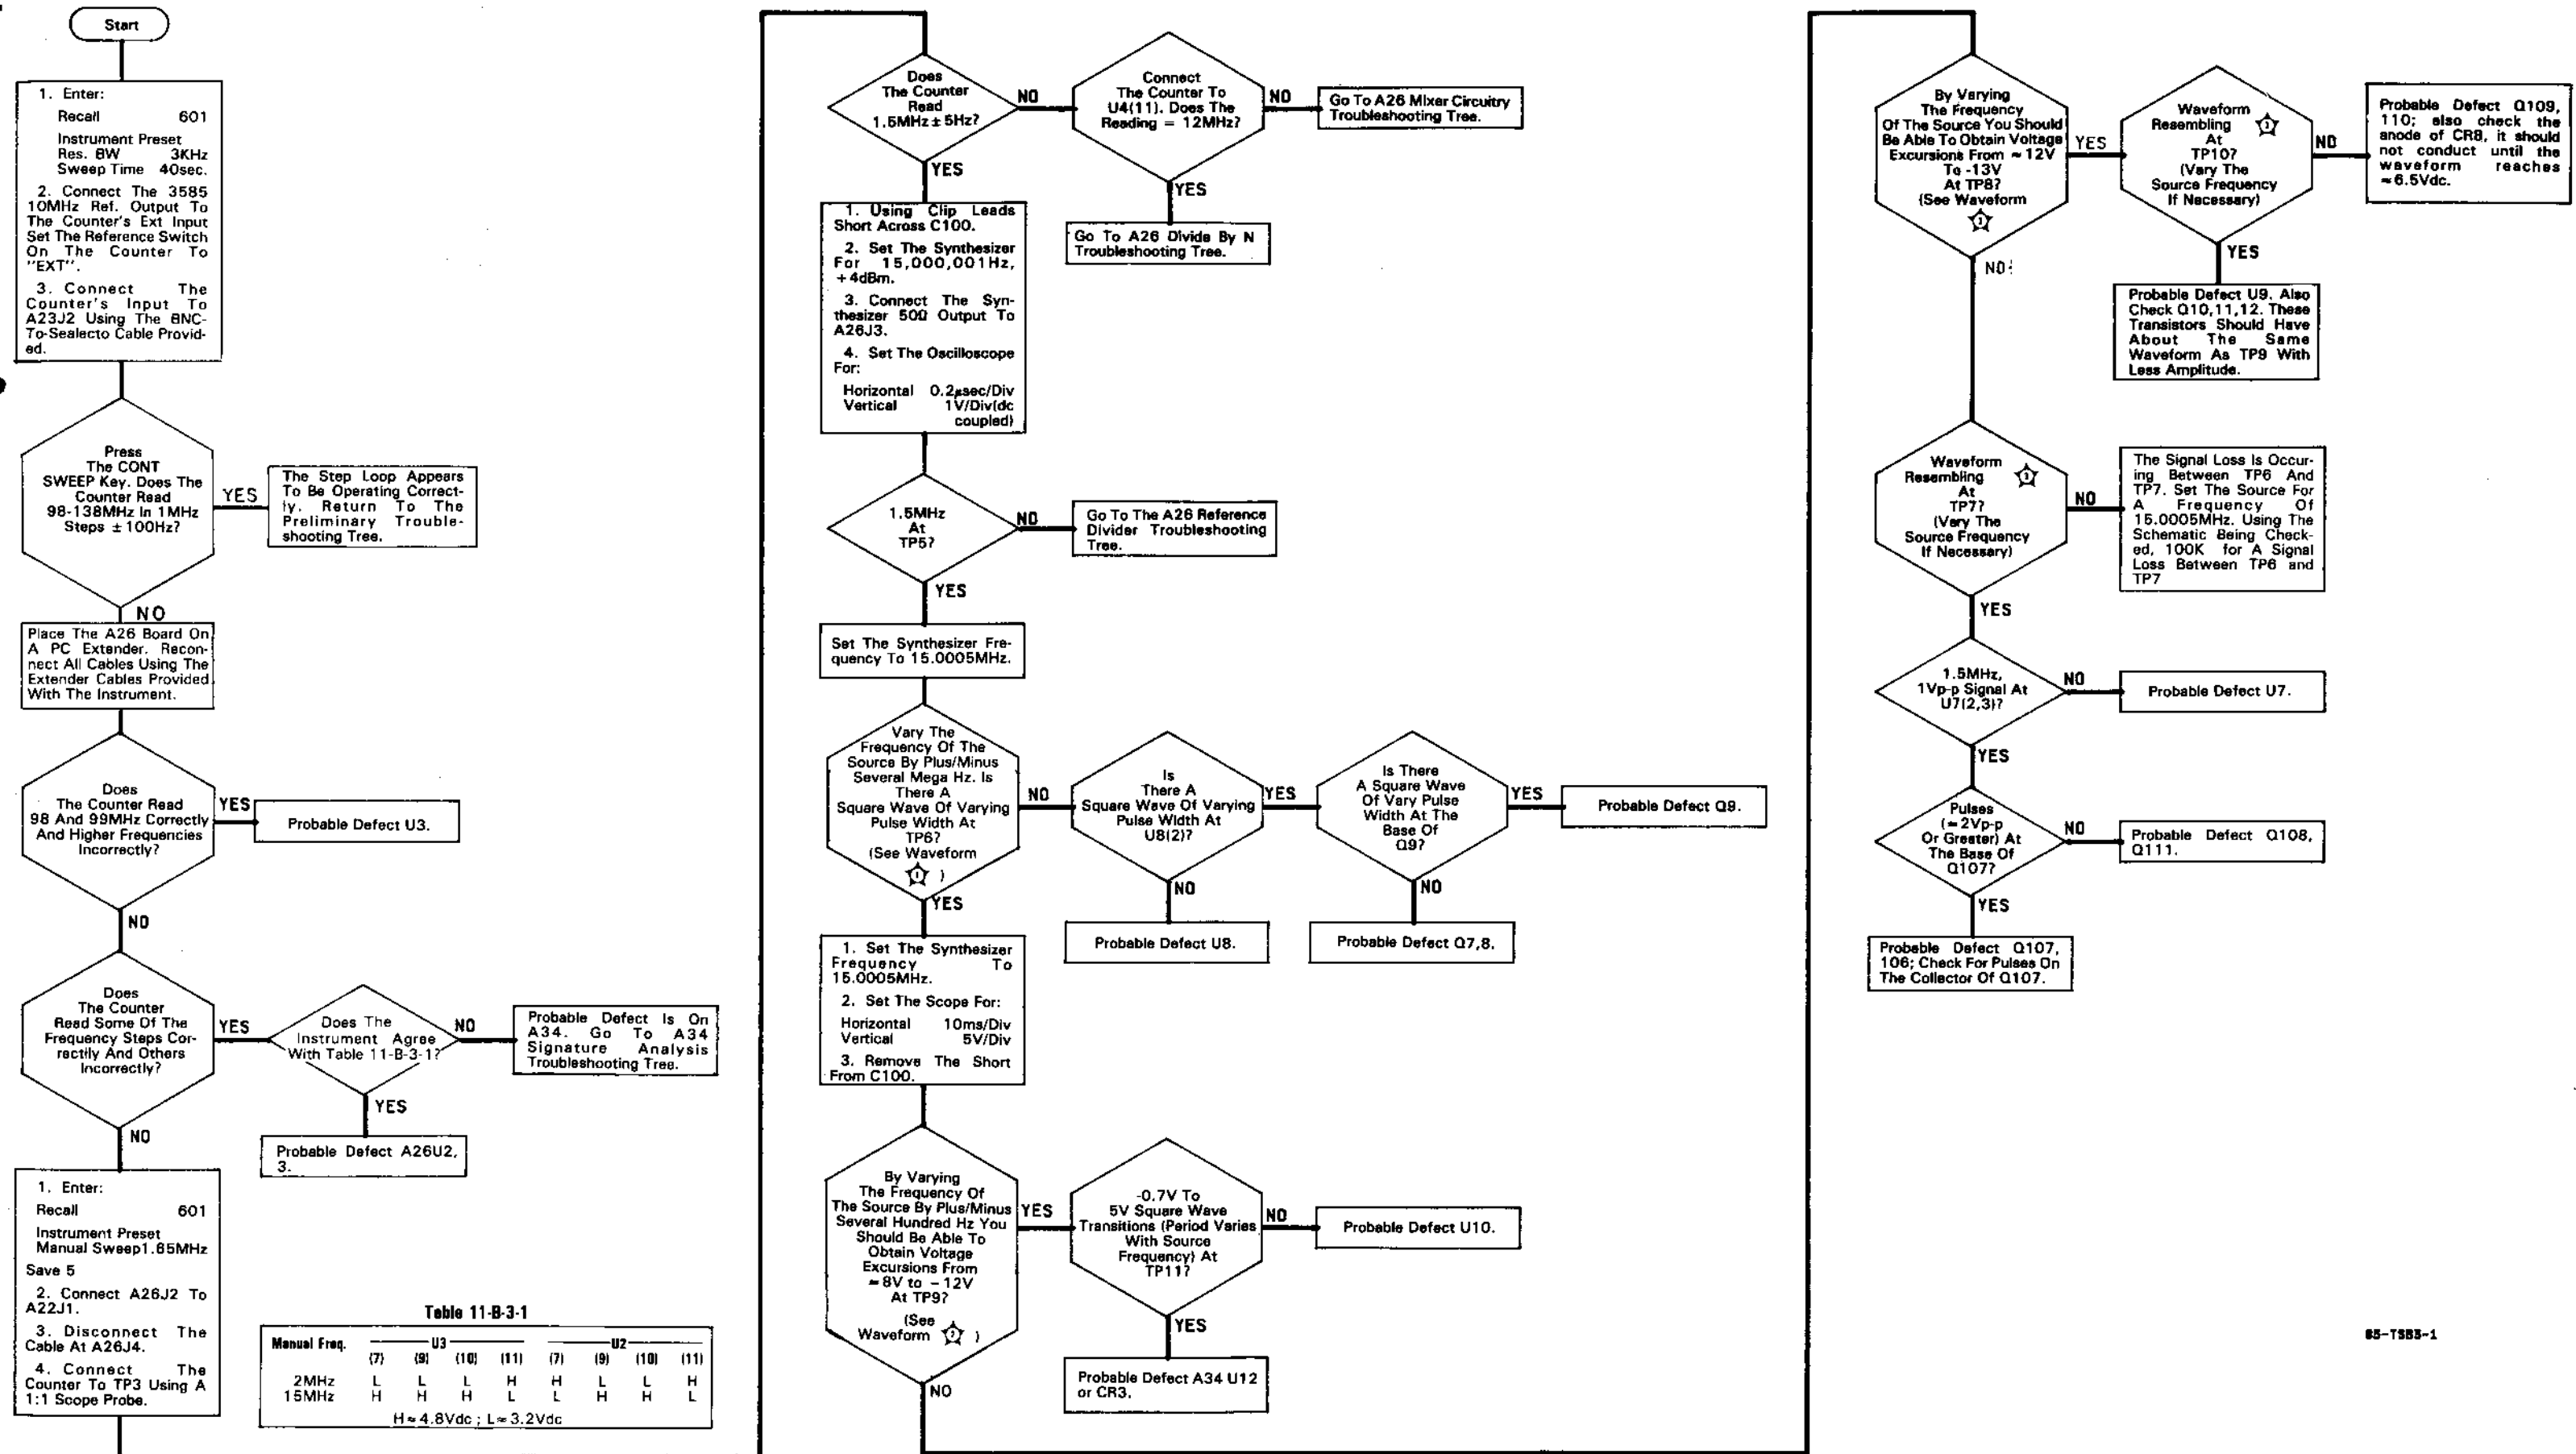 Start
1. Enter:
Recall 601
Instrument Preset
Res. BW 3KHz
Sweep Time 40sec.
2. Connect The 3585
10MHz Ref. Output To
The Counter's Ext Input
Set The Reference Switch
On The Counter To
"EXT".
3. Connect The
Counter's Input To
A23J2 Using The BNC-
To-Sealecto Cable Provid-
ed.
Press
The CONT
SWEEP Key. Does The
Counter Read
98-138MHz In 1MHz
Steps ±100Hz?
YES
The Step Loop Appears
To Be Operating Correct-
ly. Return To The
Preliminary Trouble-
shooting Tree.
NO
Place The A26 Board On
A PC Extender. Recon-
nect All Cables Using The
Extender Cables Provided
With The Instrument.
Does
The Counter Read
98 And 99MHz Correctly
And Higher Frequencies
Incorrectly?
YES
Probable Defect U3.
NO
Does
The Counter
Read Some Of The
Frequency Steps Cor-
rectily And Others
Incorrectly?
YES
Does The
Instrument Agree
With Table 11-B-3-1?
NO
Probable Defect Is On
A34. Go To A34
Signature Analysis
Troubleshooting Tree.
YES
Probable Defect A26U2,
3.
NO
1. Enter:
Recall 601
Instrument Preset
Manual Sweep1.65MHz
Save 5
2. Connect A26J2 To
A22J1.
3. Disconnect The
Cable At A26J4.
4. Connect The
Counter To TP3 Using A
1:1 Scope Probe.
Table 11-B-3-1
Manual Freq. U3 U2
(7) (9) (10) (11) (7) (9) (10) (11)
2MHz L L L H H L L H
15MHz H H H L L H H L
H≈4.8Vdc ; L≈3.2Vdc
Does
The Counter
Read
1.5MHz ± 5Hz?
NO
Connect
The Counter To
U4(11). Does The
Reading = 12MHz?
NO
Go To A26 Mixer Circuitry
Troubleshooting Tree.
YES
Go To A26 Divide By N
Troubleshooting Tree.
YES
1. Using Clip Leads
Short Across C100.
2. Set The Synthesizer
For 15,000,001Hz,
+4dBm.
3. Connect The Syn-
thesizer 50Ω Output To
A26J3.
4. Set The Oscilloscope
For:
Horizontal 0.2μsec/Div
Vertical 1V/Div(dc
coupled)
1.5MHz
At
TP5?
NO
Go To The A26 Reference
Divider Troubleshooting
Tree.
YES
Set The Synthesizer Fre-
quency To 15.0005MHz.
Vary The
Frequency Of The
Source By Plus/Minus
Several Mega Hz. Is
There A
Square Wave Of Varying
Pulse Width At
TP6?
(See Waveform
1 )
NO
Is
There A
Square Wave Of Varying
Pulse Width At
U8(2)?
YES
Is There
A Square Wave
Of Vary Pulse
Width At The
Base Of
Q9?
YES
Probable Defect Q9.
NO
Probable Defect U8.
NO
Probable Defect Q7,8.
YES
1. Set The Synthesizer
Frequency To
15.0005MHz.
2. Set The Scope For:
Horizontal 10ms/Div
Vertical 5V/Div
3. Remove The Short
From C100.
By Varying
The Frequency Of
The Source By Plus/Minus
Several Hundred Hz You
Should Be Able To
Obtain Voltage
Excursions From
≈8V to −12V
At TP9?
(See
Waveform 2 )
YES
-0.7V To
5V Square Wave
Transitions (Period Varies
With Source
Frequency) At
TP11?
NO
Probable Defect U10.
YES
Probable Defect A34 U12
or CR3.
NO
By Varying
The Frequency
Of The Source You Should
Be Able To Obtain Voltage
Excursions From ≈12V
To -13V
At TP8?
(See Waveform
YES
Waveform
Resembling
At
TP10?
(Vary The
Source Frequency
If Necessary)
NO
Probable Defect Q109,
110; also check the
anode of CR8, it should
not conduct until the
waveform reaches
≈6.5Vdc.
YES
Probable Defect U9. Also
Check Q10,11,12. These
Transistors Should Have
About The Same
Waveform As TP9 With
Less Amplitude.
NO
Waveform
Resembling
At
TP7?
(Vary The
Source Frequency
If Necessary)
NO
The Signal Loss Is Occur-
ing Between TP6 And
TP7. Set The Source For
A Frequency Of
15.0005MHz. Using The
Schematic Being Check-
ed, 100K for A Signal
Loss Between TP6 and
TP7
YES
1.5MHz,
1Vp-p Signal At
U7(2,3)?
NO
Probable Defect U7.
YES
Pulses
(≈2Vp-p
Or Greater) At
The Base Of
Q107?
NO
Probable Defect Q108,
Q111.
YES
Probable Defect Q107,
106; Check For Pulses On
The Collector Of Q107.
85-TSB3-1